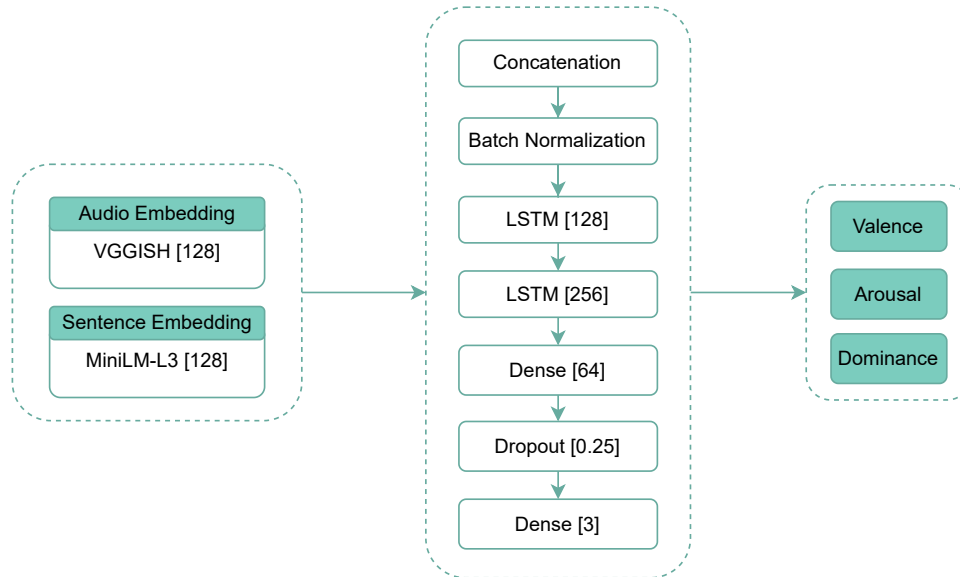 Audio Embedding
VGGISH [128]
Sentence Embedding
MiniLM-L3 [128]
Concatenation
Batch Normalization
LSTM [128]
LSTM [256]
Dense [64]
Dropout [0.25]
Dense [3]
Valence
Arousal
Dominance